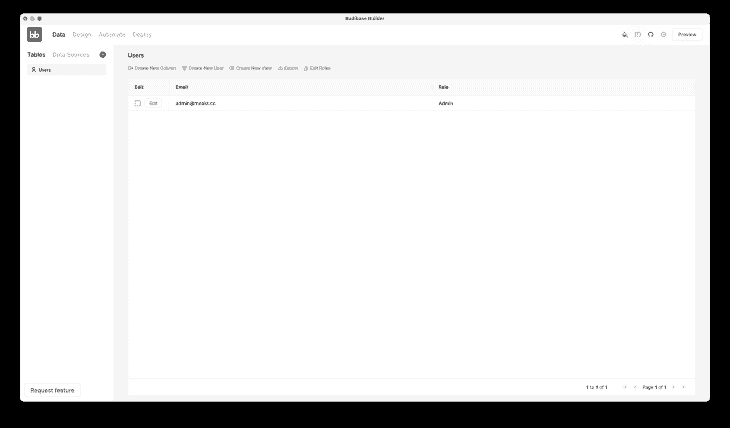 Budibase Builder
bb Data Design Automate Deploy Preview
Tables Data Sources
Users
Users
Create New Column Create New User Create New View Export Edit Roles
Edit Email Role
Edit Admin
1 to 1 of 1 Page 1 of 1
Request feature